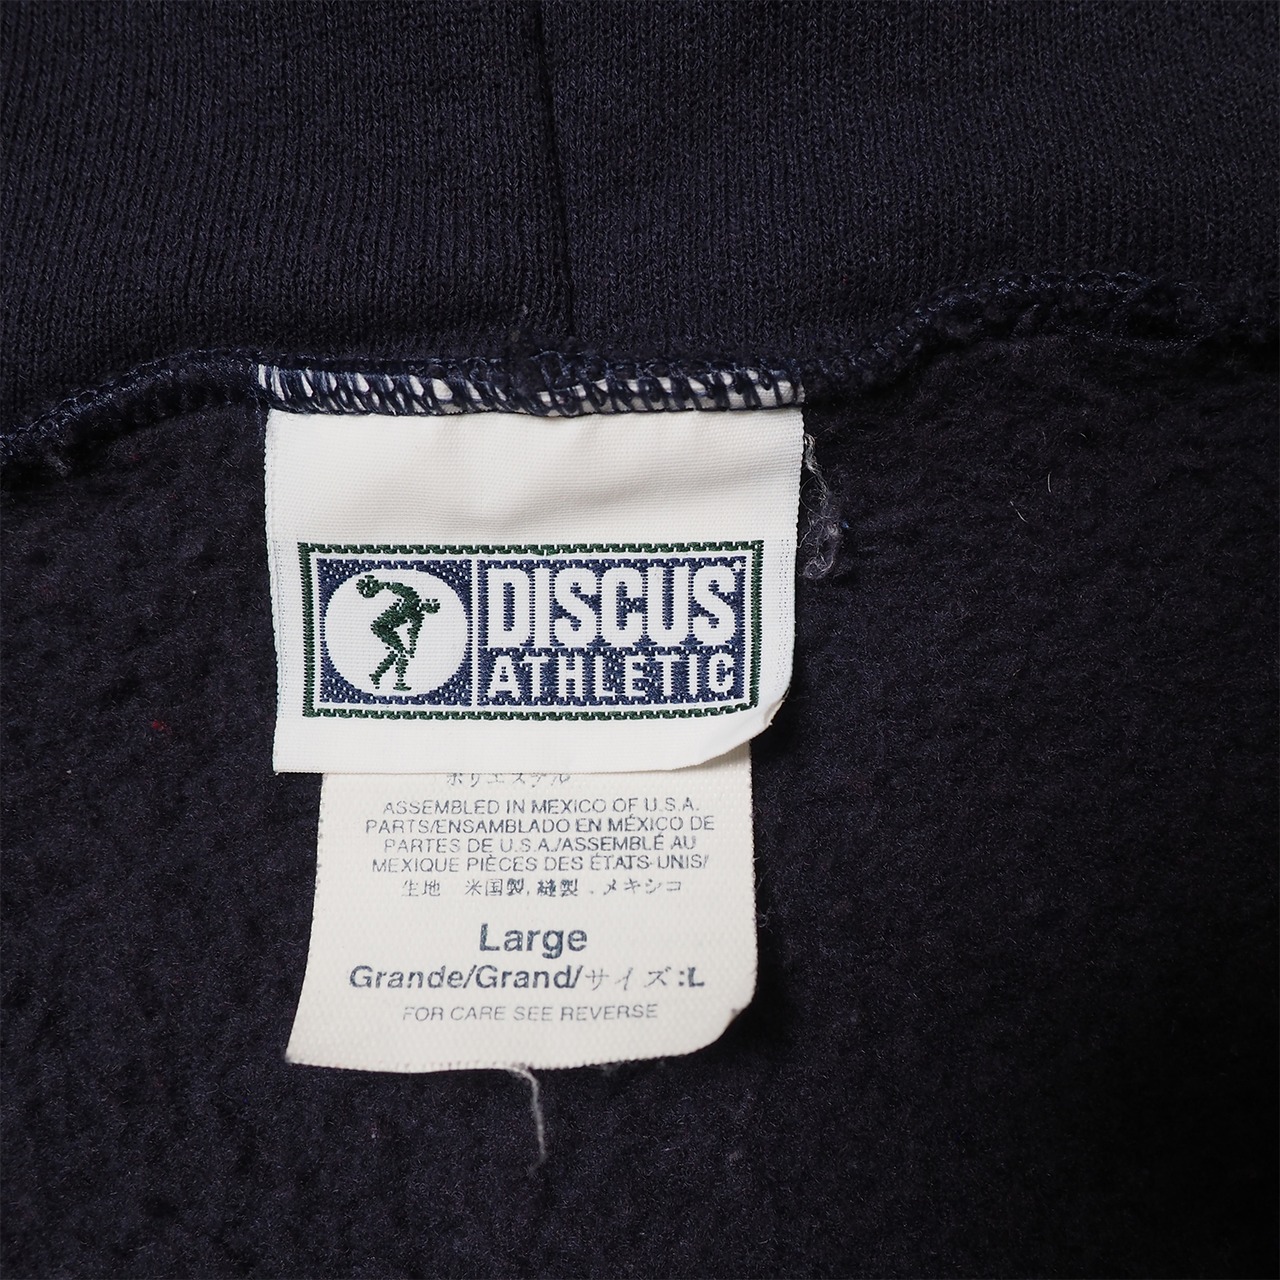 DISCUS
ATHLETIC
ポリエステル
ASSEMBLED IN MEXICO OF U.S.A.
PARTS/ENSAMBLADO EN MÉXICO DE
PARTES DE U.S.A./ASSEMBLÉ AU
MEXIQUE PIÈCES DES ÉTATS-UNIS/
生地 米国製,縫製.メキシコ
Large
Grande/Grand/サイズ:L
FOR CARE SEE REVERSE